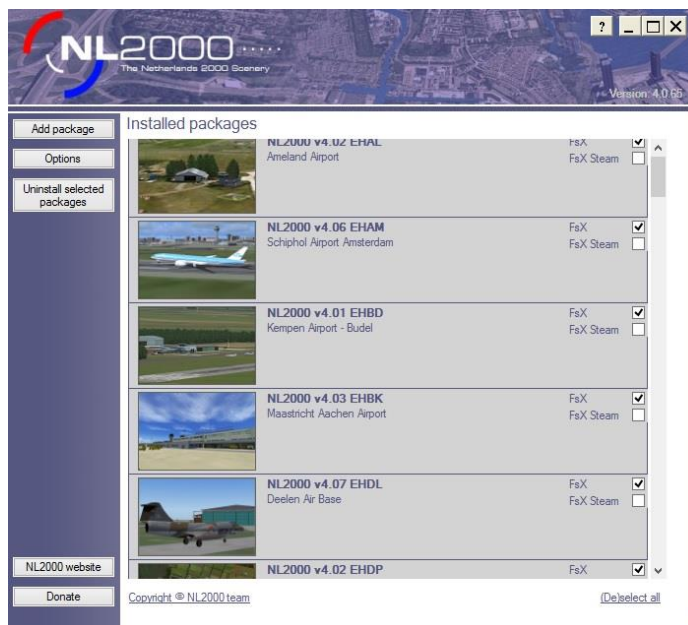 NL2000
The Netherlands 2000 Scenery
?
Version: 4.0.65
Add package
Options
Uninstall selected
packages
Installed packages
NL2000 v4.02 EHAL FsX
Ameland Airport FsX Steam
NL2000 v4.06 EHAM FsX
Schiphol Airport Amsterdam FsX Steam
NL2000 v4.01 EHBD FsX
Kempen Airport - Budel FsX Steam
NL2000 v4.03 EHBK FsX
Maastricht Aachen Airport FsX Steam
NL2000 v4.07 EHDL FsX
Deelen Air Base FsX Steam
NL2000 v4.02 EHDP FsX
NL2000 website
Donate
Copyright © NL2000 team
(De)select all